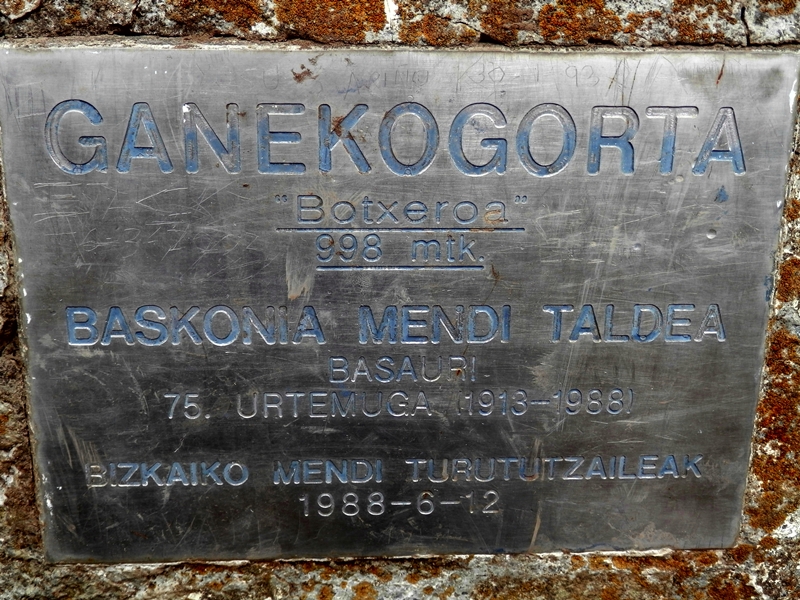 GANEKOGORTA
"Botxeroa"
998 mtk.
BASKONIA MENDI TALDEA
BASAURI
75. URTEMUGA (1913-1988)
BIZKAIKO MENDI TURUTUTZAILEAK
1988-6-12